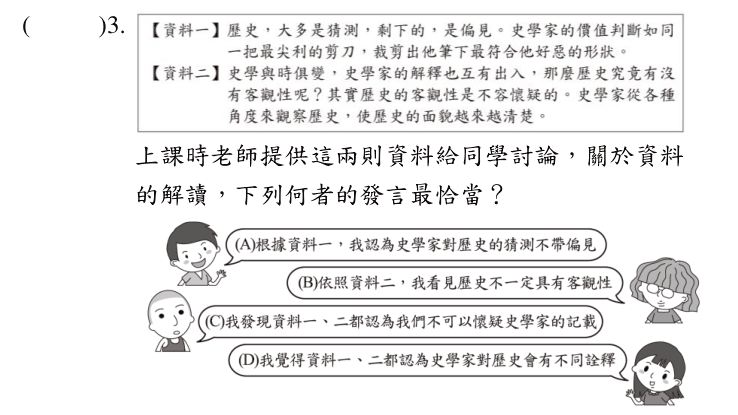 (　　)3.
【資料一】歷史，大多是猜測，剩下的，是偏見。史學家的價值判斷如同
一把最尖利的剪刀，裁剪出他筆下最符合他好惡的形狀。
【資料二】史學與時俱變，史學家的解釋也互有出入，那麼歷史究竟有沒
有客觀性呢？其實歷史的客觀性是不容懷疑的。史學家從各種
角度來觀察歷史，使歷史的面貌越來越清楚。
上課時老師提供這兩則資料給同學討論，關於資料
的解讀，下列何者的發言最恰當？
(A)根據資料一，我認為史學家對歷史的猜測不帶偏見
(B)依照資料二，我看見歷史不一定具有客觀性
(C)我發現資料一、二都認為我們不可以懷疑史學家的記載
(D)我覺得資料一、二都認為史學家對歷史會有不同詮釋